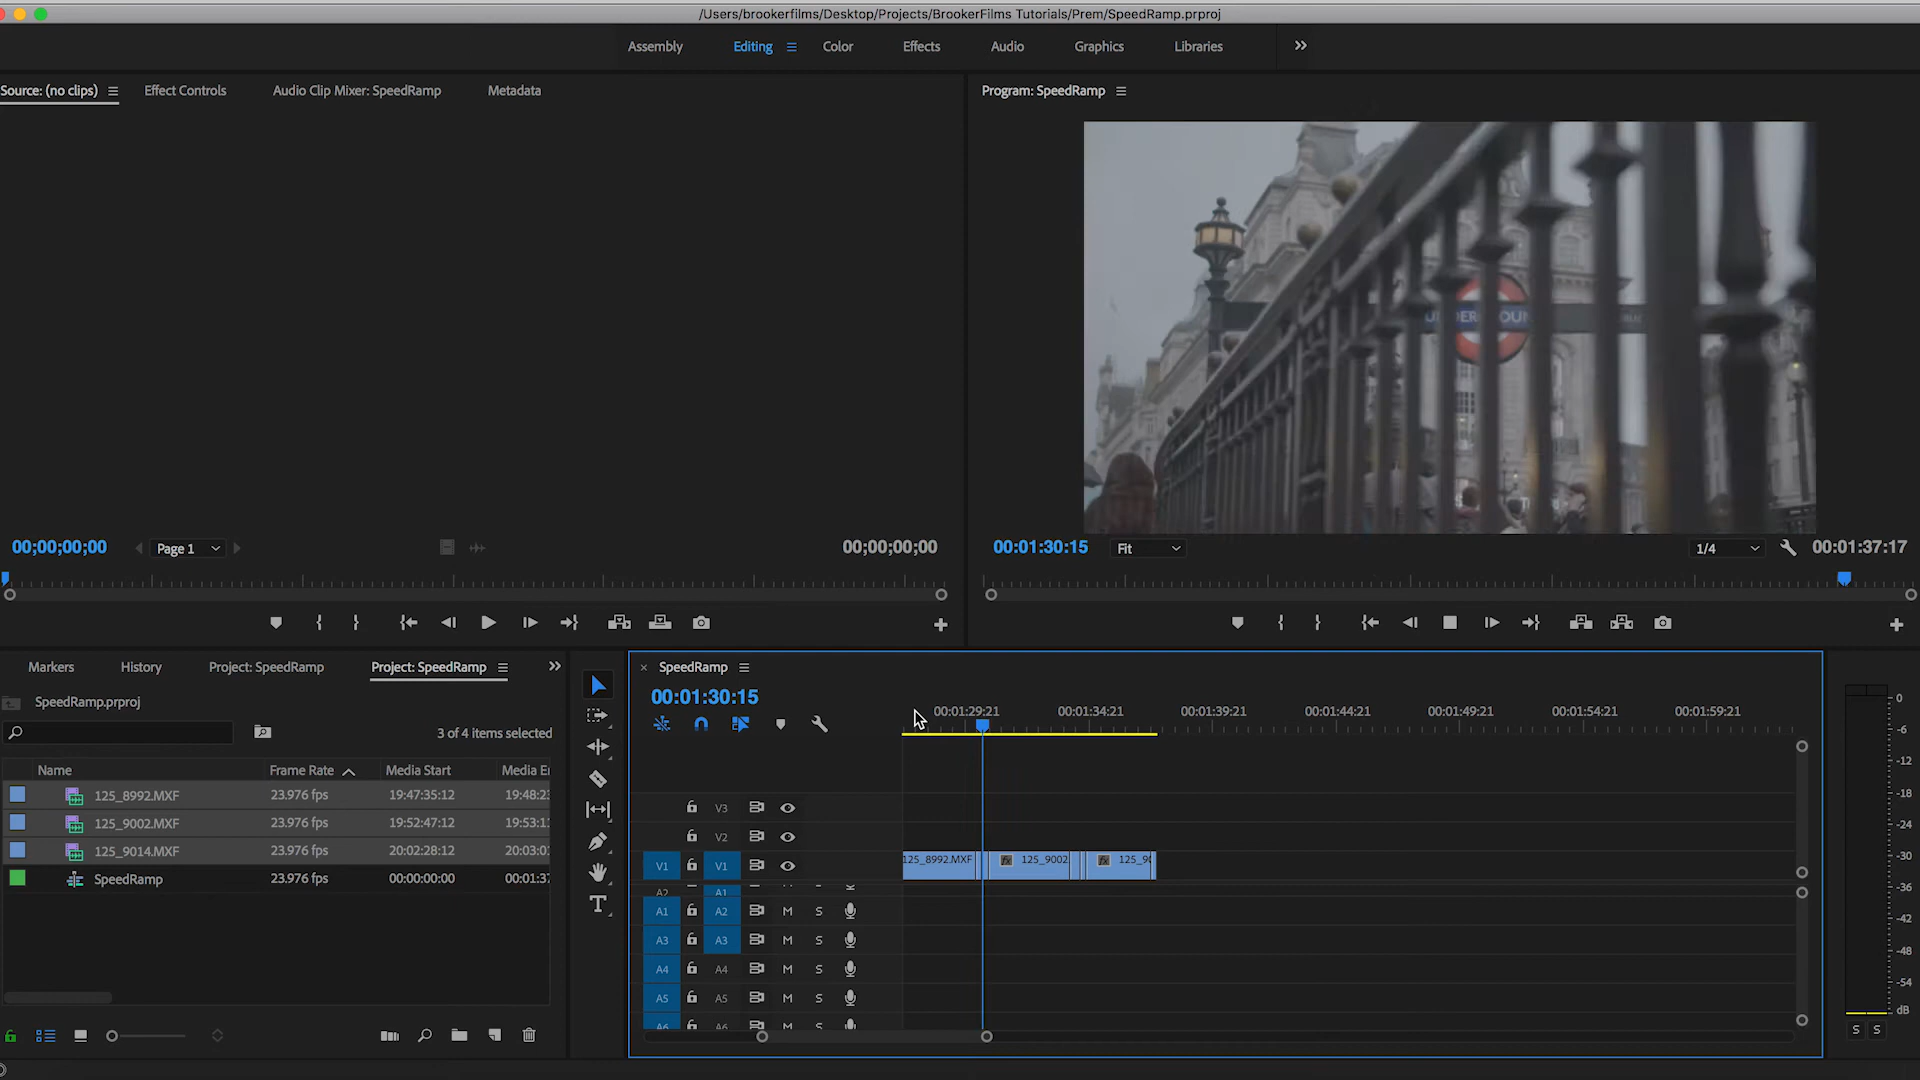 /Users/brookerfilms/Desktop/Projects/BrookerFilms Tutorials/Prem/SpeedRamp.prproj
Assembly Editing Color Effects Audio Graphics Libraries
Source: (no clips) Effect Controls Audio Clip Mixer: SpeedRamp Metadata
Program: SpeedRamp
UNDERGROUN
00;00;00;00 Page 1 00;00;00;00
00:01:30:15 Fit 1/4 00:01:37:17
Markers History Project: SpeedRamp Project: SpeedRamp
SpeedRamp.prproj
3 of 4 items selected
Name Frame Rate Media Start Media E
125_8992.MXF 23.976 fps 19:47:35:12 19:48:2
125_9002.MXF 23.976 fps 19:52:47:12 19:53:1
125_9014.MXF 23.976 fps 20:02:28:12 20:03:0
SpeedRamp 23.976 fps 00:00:00:00 00:01:3
SpeedRamp
00:01:30:15
00:01:29:21 00:01:34:21 00:01:39:21 00:01:44:21 00:01:49:21 00:01:54:21 00:01:59:21
V3
V2
V1 V1 125_8992.MXF fx 125_9002 fx 125_9
A2 A1
A1 A2 M S
A3 A3 M S
A4 A4 M S
A5 A5 M S
A6 A6 M S
0
-6
-12
-18
-24
-30
-36
-42
-48
-54
dB
S S